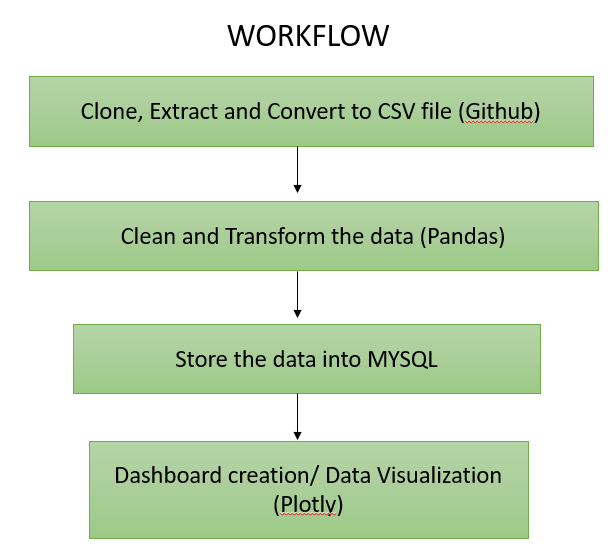 WORKFLOW
Clone, Extract and Convert to CSV file (Github)
Clean and Transform the data (Pandas)
Store the data into MYSQL
Dashboard creation/ Data Visualization
(Plotly)